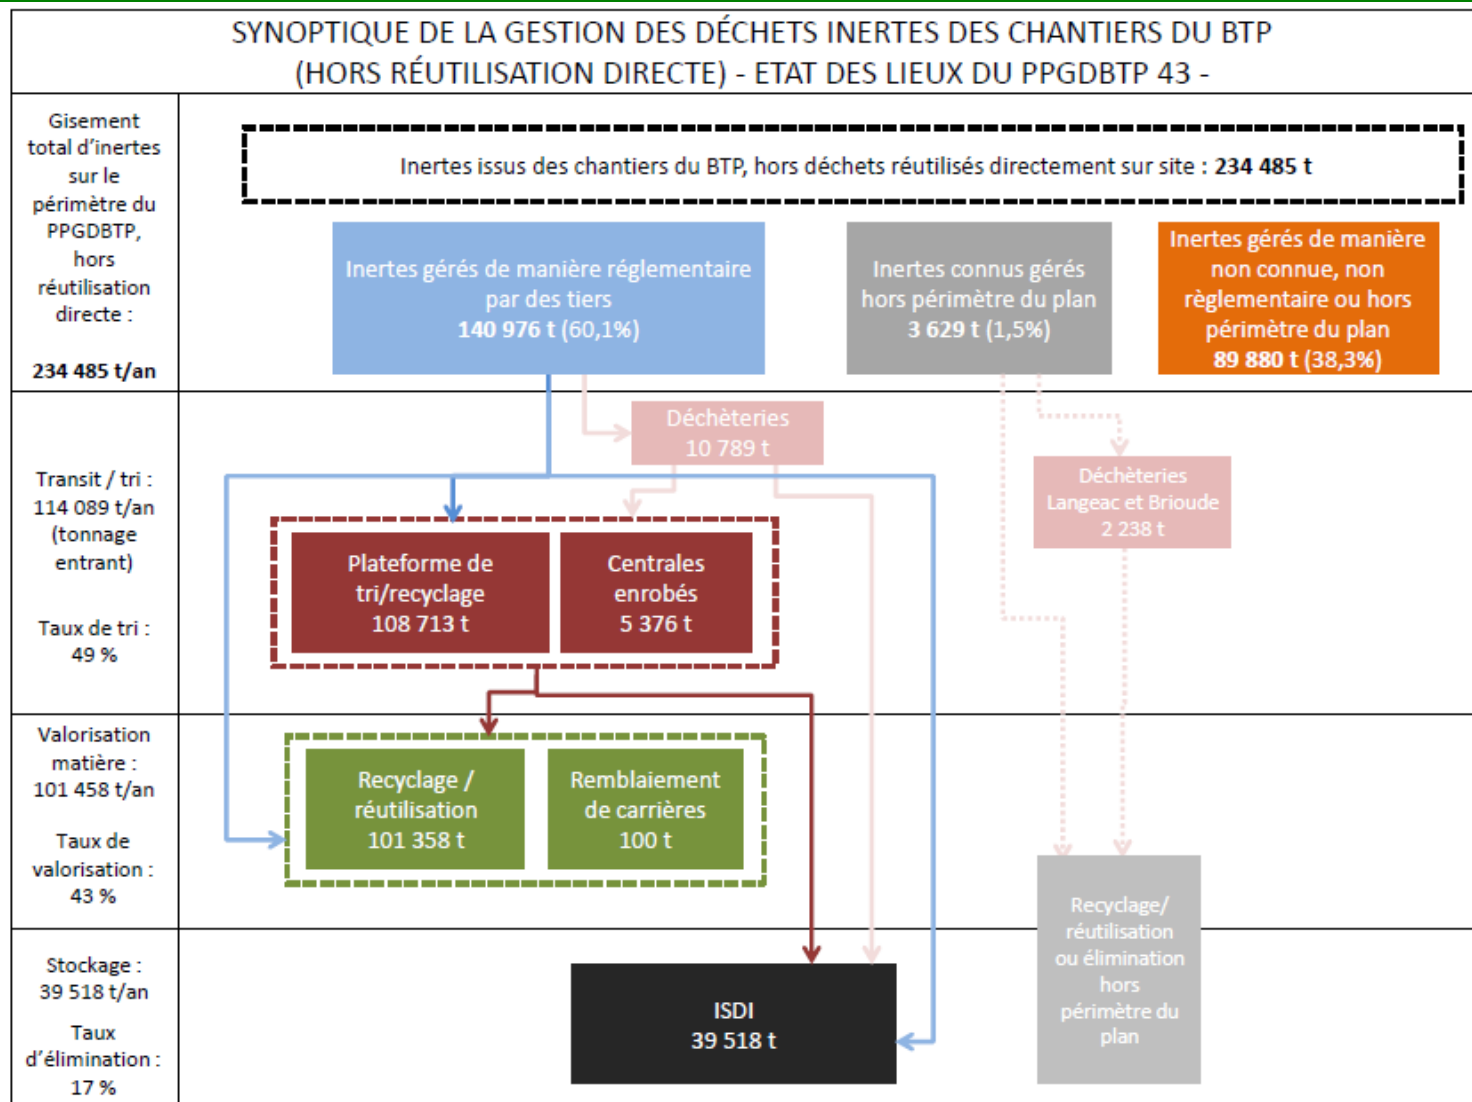 SYNOPTIQUE DE LA GESTION DES DÉCHETS INERTES DES CHANTIERS DU BTP
(HORS RÉUTILISATION DIRECTE) - ETAT DES LIEUX DU PPGDBTP 43 -
Gisement
total d'inertes
sur le
périmètre du
PPGDBTP,
hors
réutilisation
directe :
234 485 t/an
Inertes issus des chantiers du BTP, hors déchets réutilisés directement sur site : 234 485 t
Inertes gérés de manière réglementaire
par des tiers
140 976 t (60,1%)
Inertes connus gérés
hors périmètre du plan
3 629 t (1,5%)
Inertes gérés de manière
non connue, non
règlementaire ou hors
périmètre du plan
89 880 t (38,3%)
Transit / tri :
114 089 t/an
(tonnage
entrant)
Taux de tri :
49 %
Déchèteries
10 789 t
Déchèteries
Langeac et Brioude
2 238 t
Plateforme de
tri/recyclage
108 713 t
Centrales
enrobés
5 376 t
Valorisation
matière :
101 458 t/an
Taux de
valorisation :
43 %
Recyclage /
réutilisation
101 358 t
Remblaiement
de carrières
100 t
Recyclage/
réutilisation
ou élimination
hors
périmètre du
plan
Stockage :
39 518 t/an
Taux
d'élimination :
17 %
ISDI
39 518 t